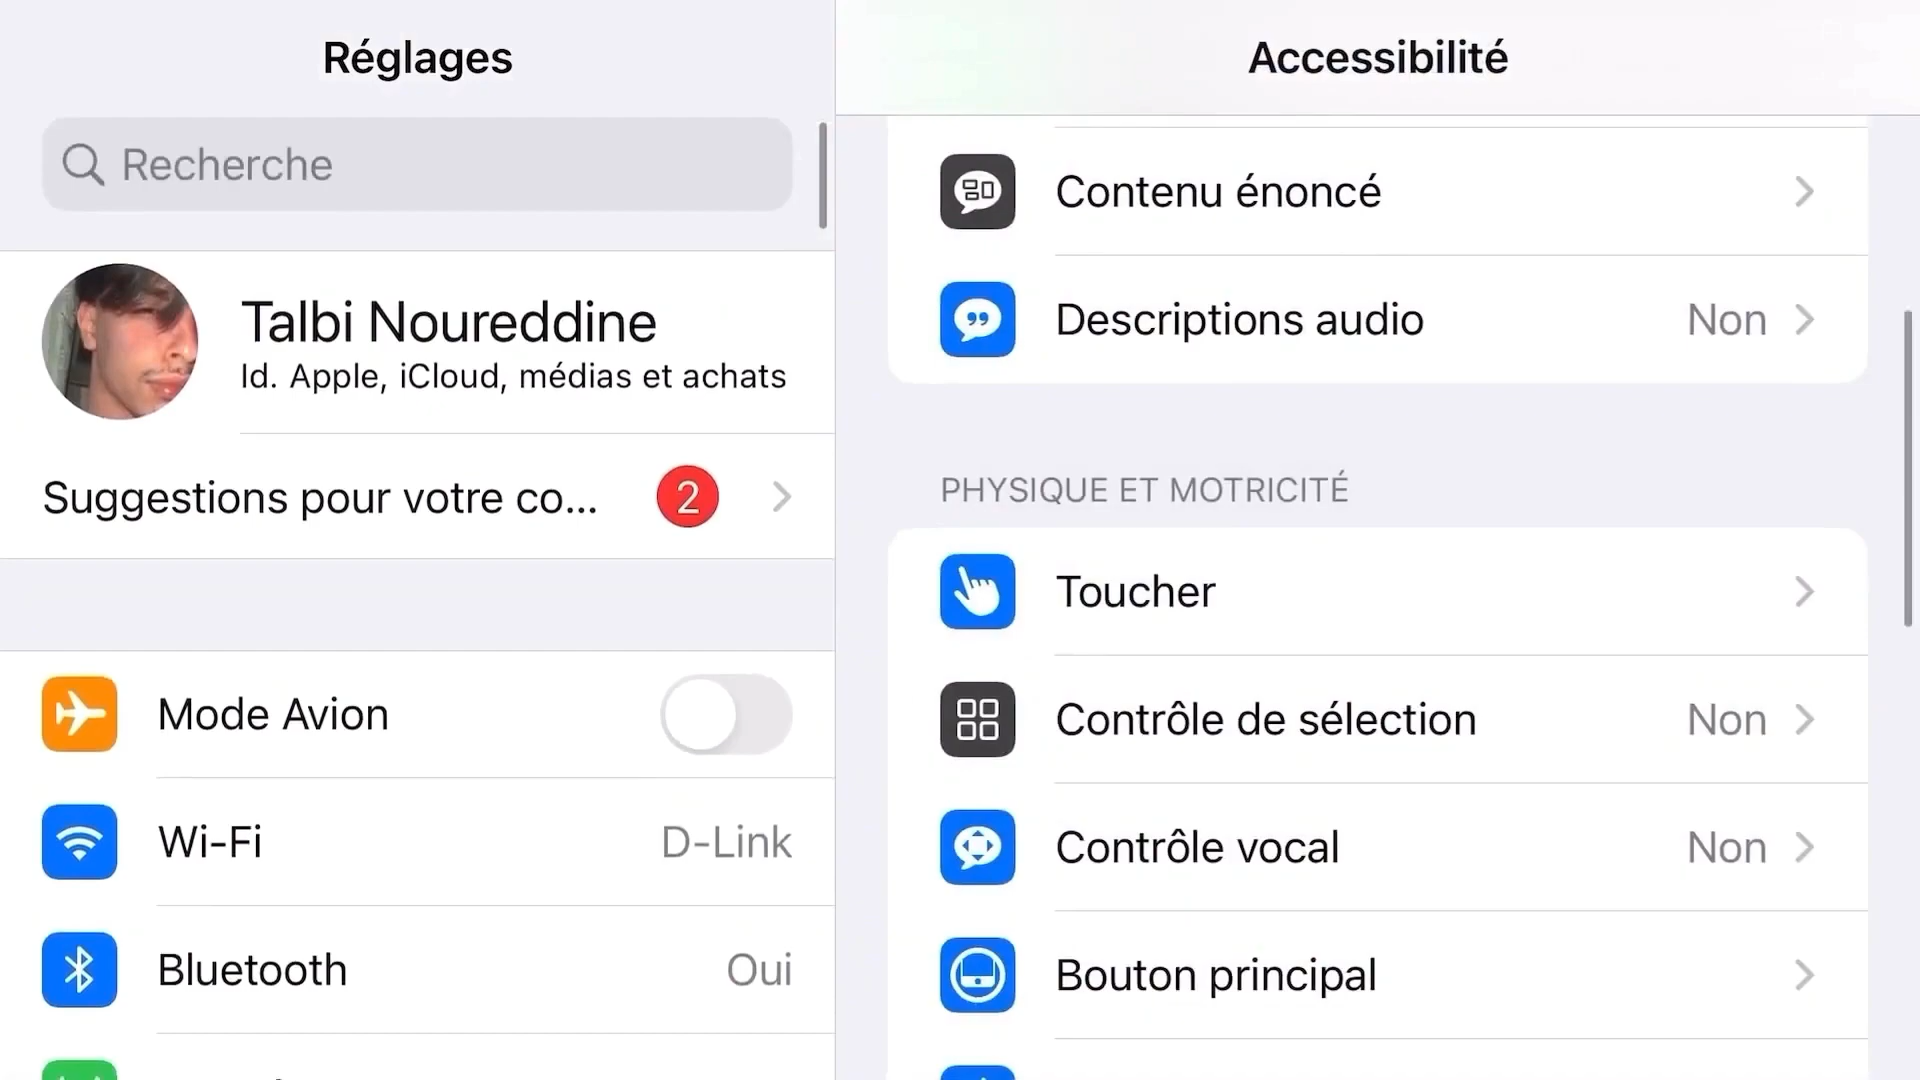 Réglages
Recherche
Talbi Noureddine
Id. Apple, iCloud, médias et achats
Suggestions pour votre co...
2
Mode Avion
Wi-Fi
D-Link
Bluetooth
Oui
Accessibilité
Contenu énoncé
Descriptions audio
Non
PHYSIQUE ET MOTRICITÉ
Toucher
Contrôle de sélection
Non
Contrôle vocal
Non
Bouton principal